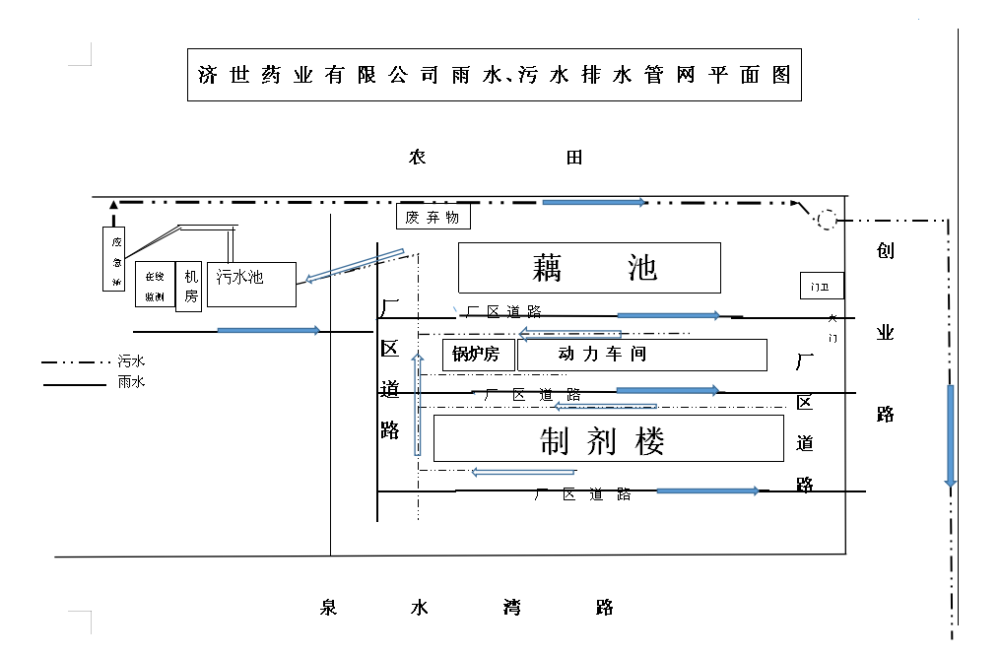 济世药业有限公司雨水、污水排水管网平面图
农 田
废弃物
应急池
在线监测
机房
污水池
藕 池
门卫
大门
创业路
厂区道路
厂区道路
锅炉房
动力车间
厂区道路
厂区道路
制剂楼
厂区道路
污水
雨水
泉水湾路